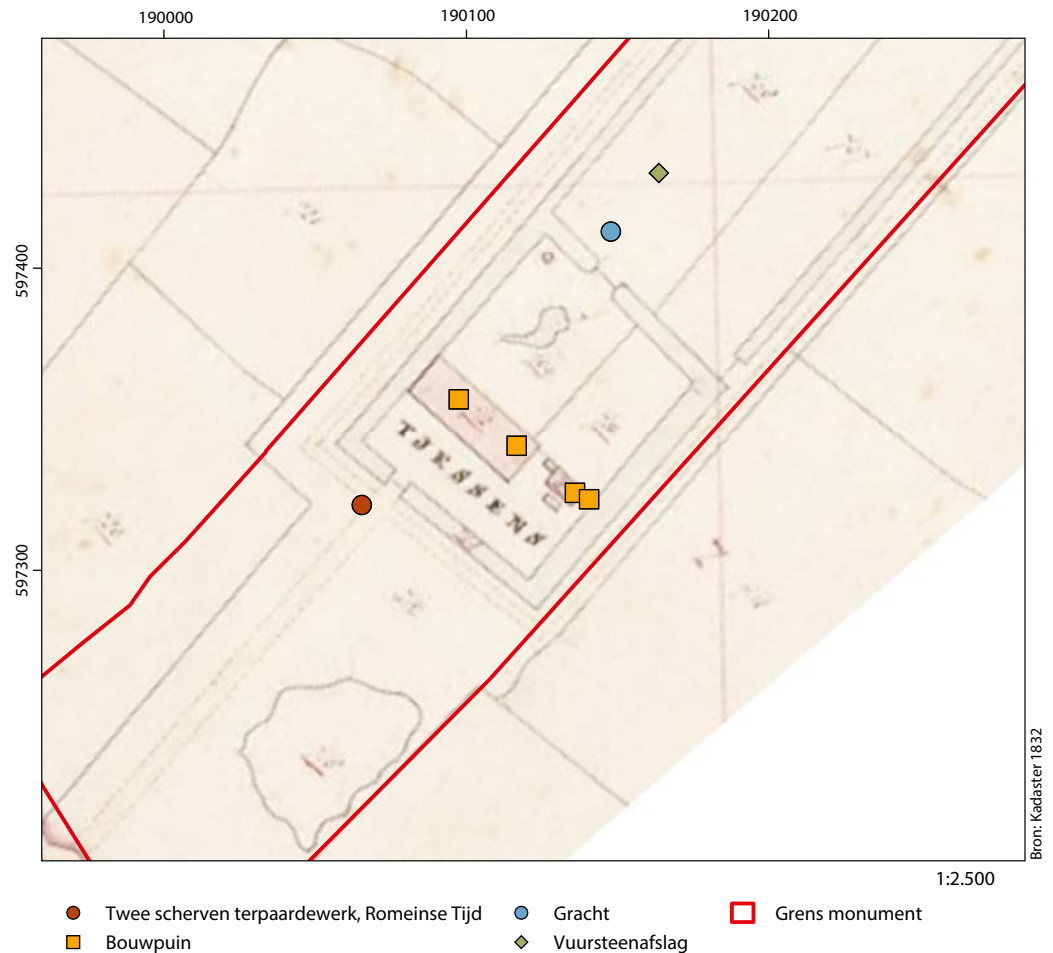 190000 190100 190200
597400
597300
TJESSENS
Bron: Kadaster 1832
1:2.500
Twee scherven terpaardewerk, Romeinse Tijd Gracht Grens monument
Bouwpuin Vuursteenafslag